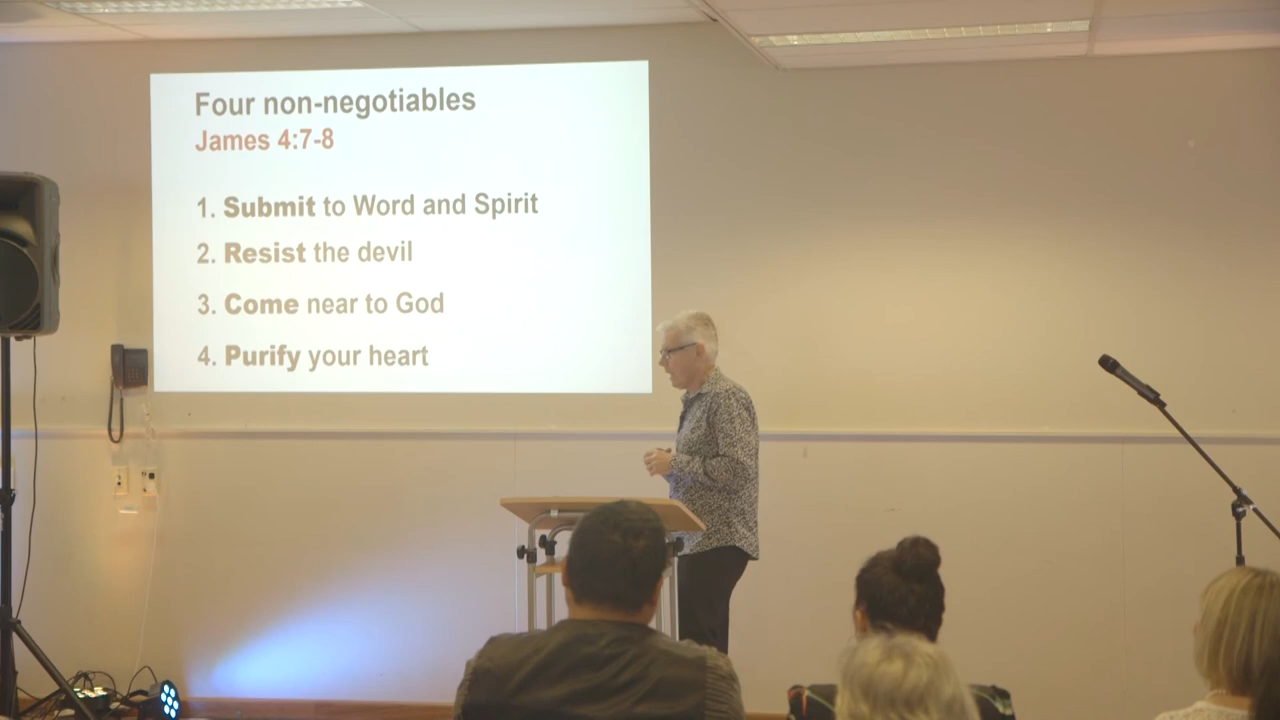 Four non-negotiables
James 4:7-8
1. Submit to Word and Spirit
2. Resist the devil
3. Come near to God
4. Purify your heart